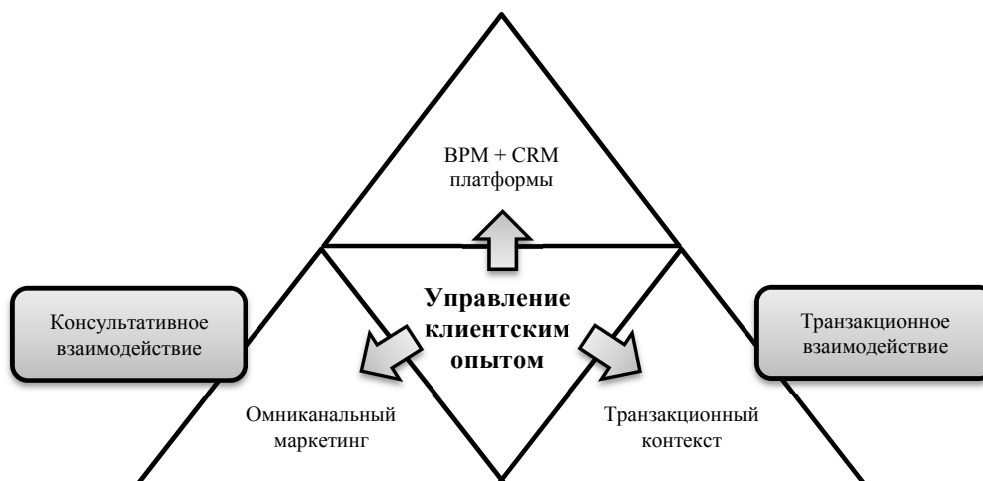 BPM + CRM
платформы
Управление
клиентским
опытом
Консультативное
взаимодействие
Транзакционное
взаимодействие
Омниканальный
маркетинг
Транзакционный
контекст